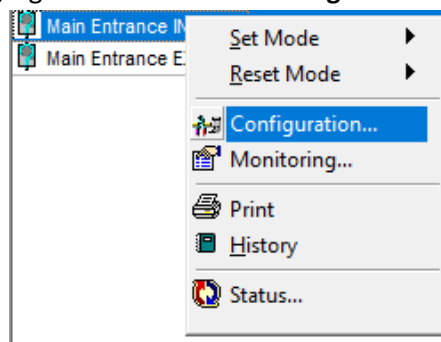 Main Entrance IN
Main Entrance E
Set Mode
Reset Mode
Configuration...
Monitoring...
Print
History
Status...